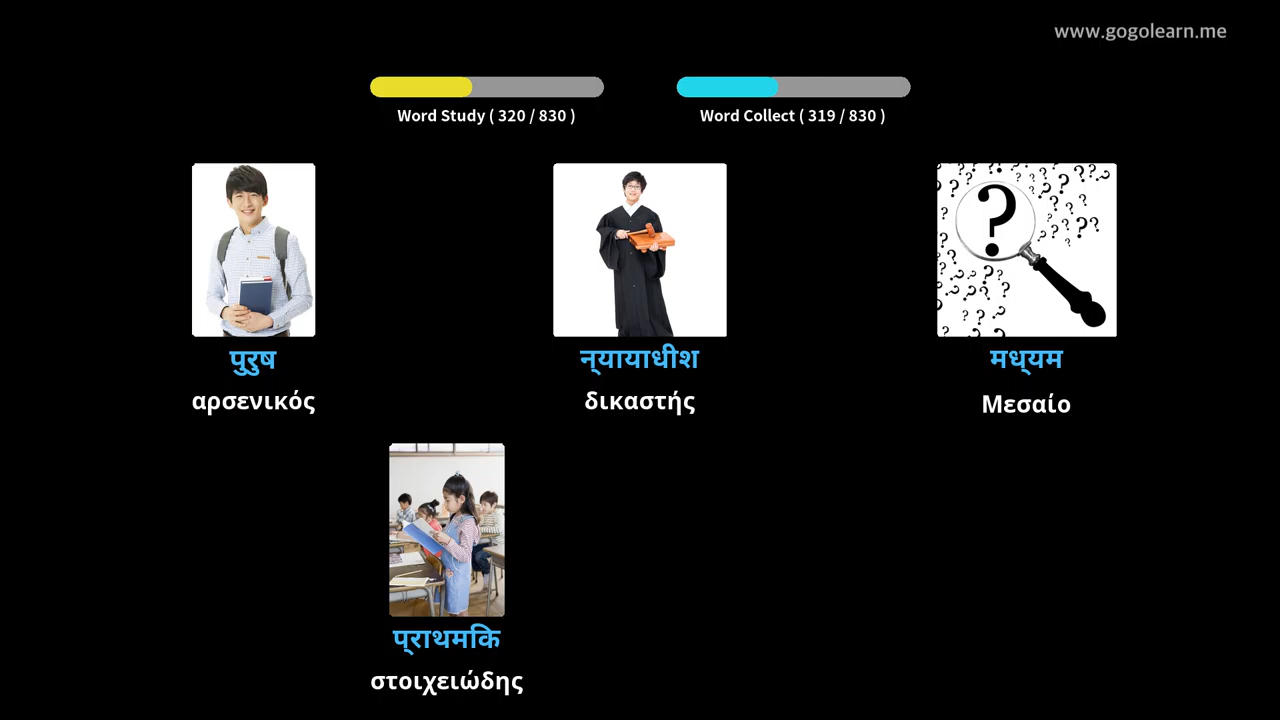 www.gogolearn.me
Word Study ( 320 / 830 )
Word Collect ( 319 / 830 )
पुरुष
αρσενικός
न्यायाधीश
δικαστής
मध्यम
Μεσαίο
प्राथमकि
στοιχειώδης